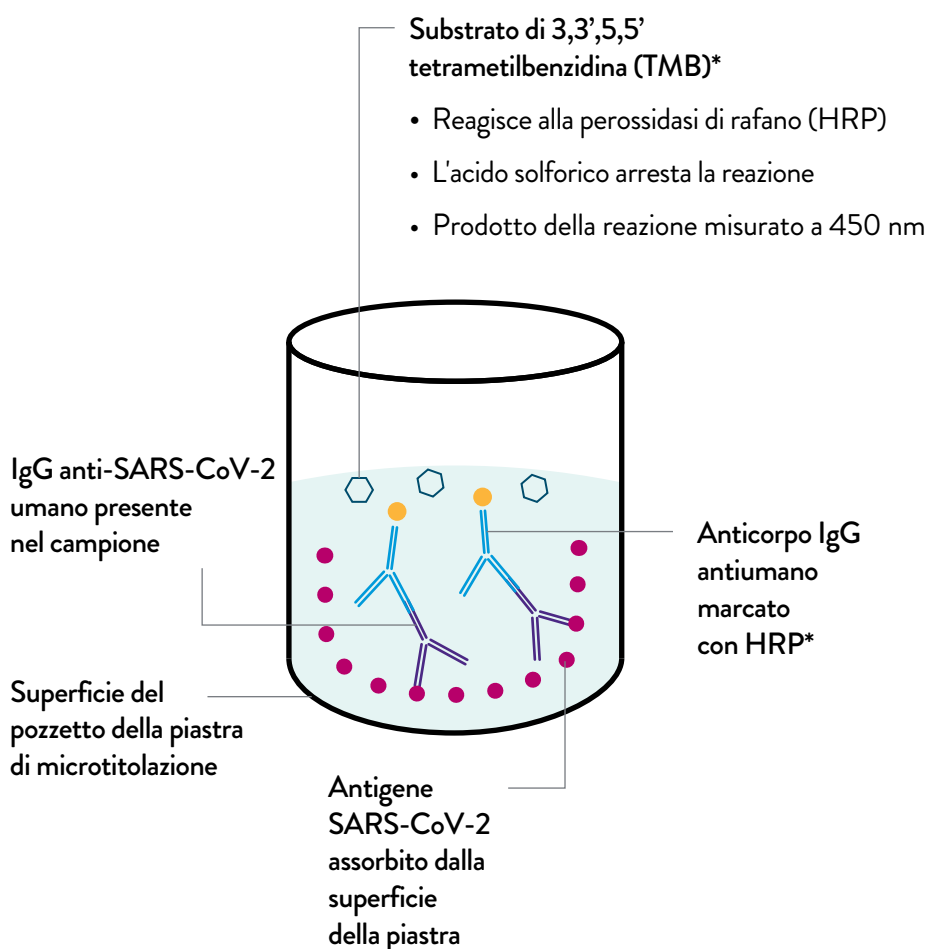 Substrato di 3,3’,5,5’
tetrametilbenzidina (TMB)*
• Reagisce alla perossidasi di rafano (HRP)
• L'acido solforico arresta la reazione
• Prodotto della reazione misurato a 450 nm
IgG anti-SARS-CoV-2
umano presente
nel campione
Anticorpo IgG
antiumano
marcato
con HRP*
Superficie del
pozzetto della piastra
di microtitolazione
Antigene
SARS-CoV-2
assorbito dalla
superficie
della piastra